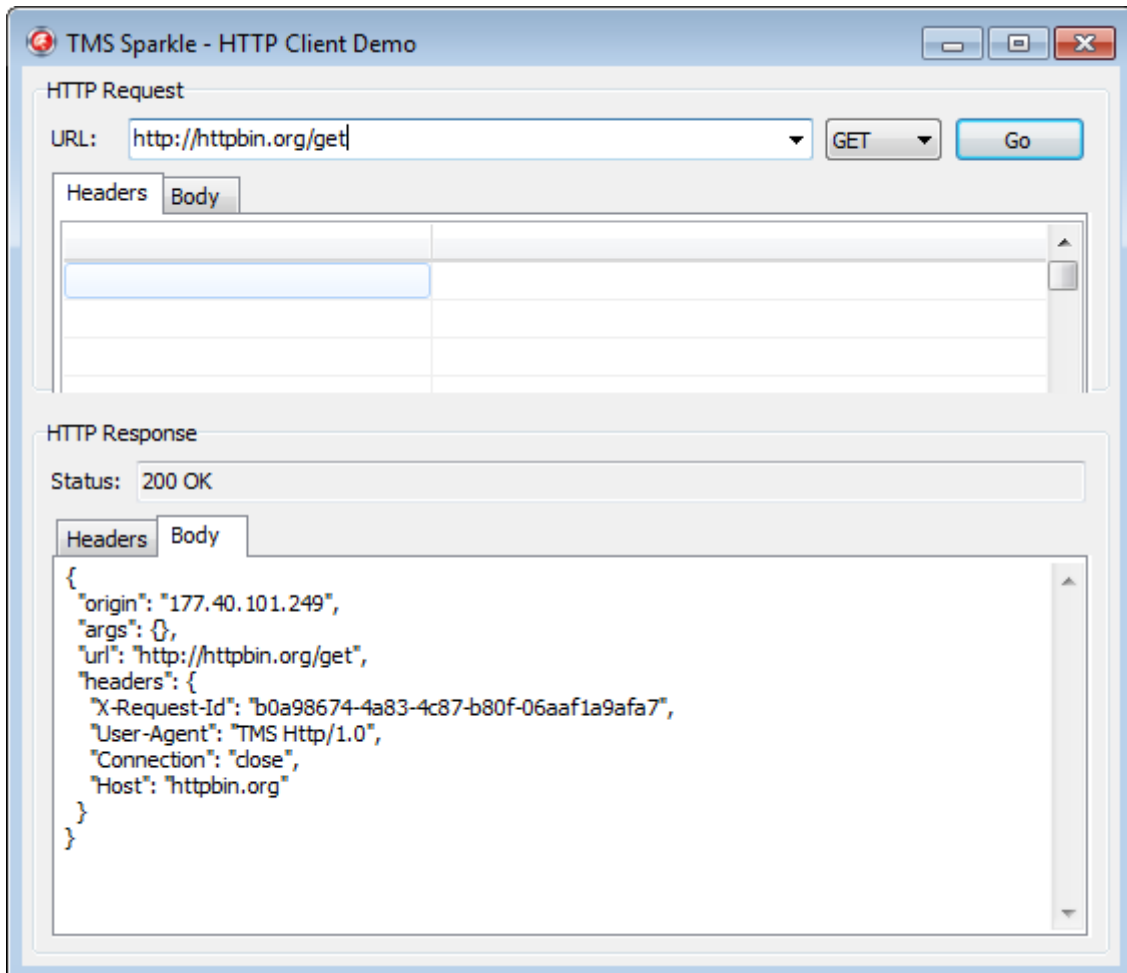 TMS Sparkle - HTTP Client Demo
HTTP Request
URL: http://httpbin.org/get GET Go
Headers Body
HTTP Response
Status: 200 OK
Headers Body
{
"origin": "177.40.101.249",
"args": {},
"url": "http://httpbin.org/get",
"headers": {
"X-Request-Id": "b0a98674-4a83-4c87-b80f-06aaf1a9afa7",
"User-Agent": "TMS Http/1.0",
"Connection": "close",
"Host": "httpbin.org"
}
}